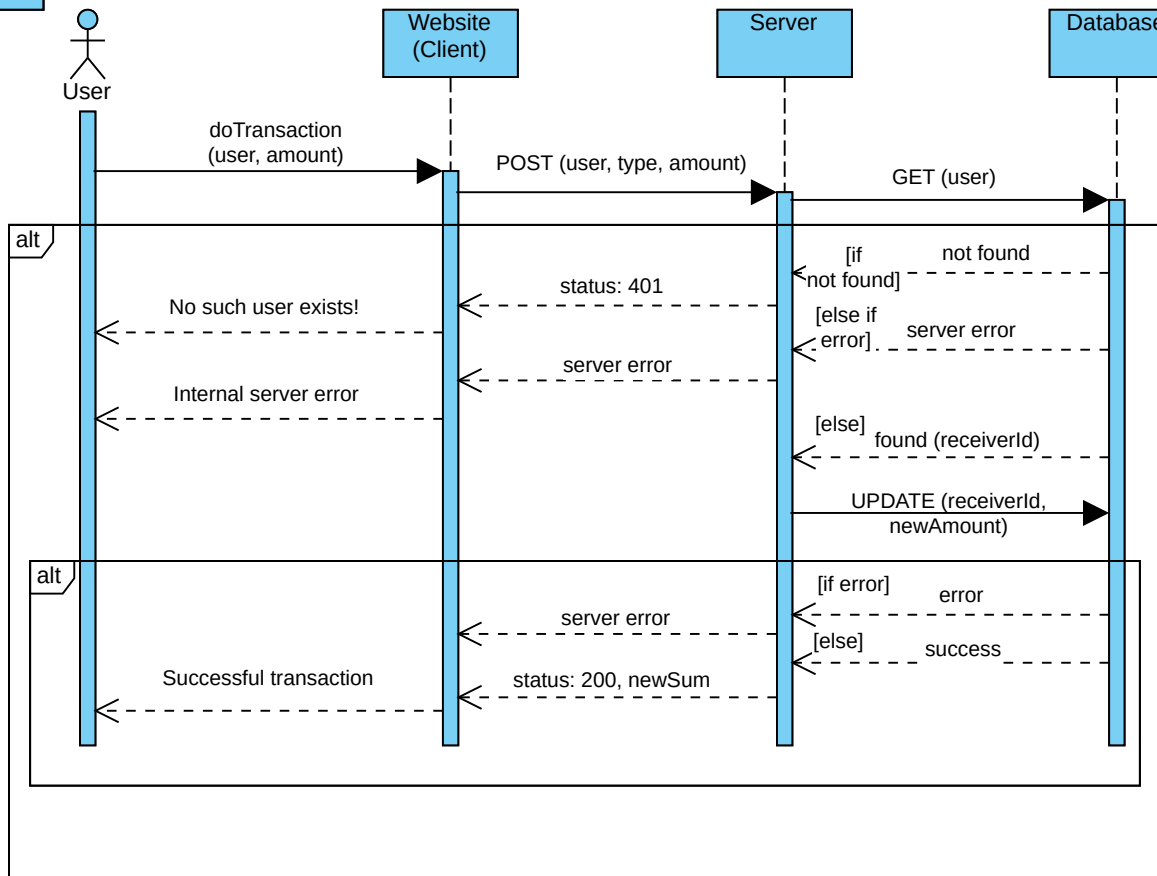 Website
(Client)
Server
Database
User
doTransaction
(user, amount)
POST (user, type, amount)
GET (user)
alt
[if
not found]
not found
status: 401
No such user exists!
[else if
error]
server error
server error
Internal server error
[else]
found (receiverId)
UPDATE (receiverId,
newAmount)
alt
[if error]
error
server error
[else]
success
Successful transaction
status: 200, newSum